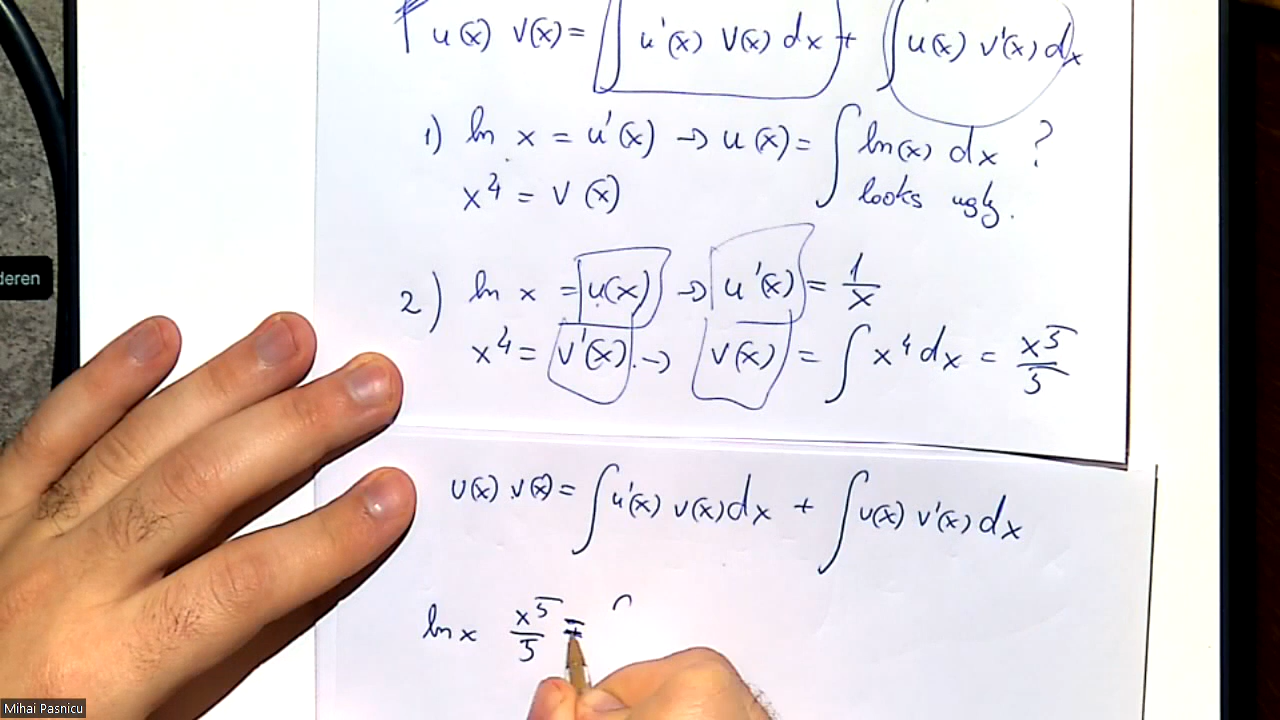 u(x) v(x) = ∫ u'(x) v(x) dx + ∫ u(x) v'(x) dx
1) ln x = u'(x) → u(x) = ∫ ln(x) dx ?
x⁴ = v(x)
looks ugly.
2) ln x = u(x) → u'(x) = 1/x
x⁴ = v'(x) → v(x) = ∫ x⁴ dx = x⁵/5
deren
u(x) v(x) = ∫ u'(x) v(x) dx + ∫ u(x) v'(x) dx
ln x x⁵/5 =
Mihai Pasnicu